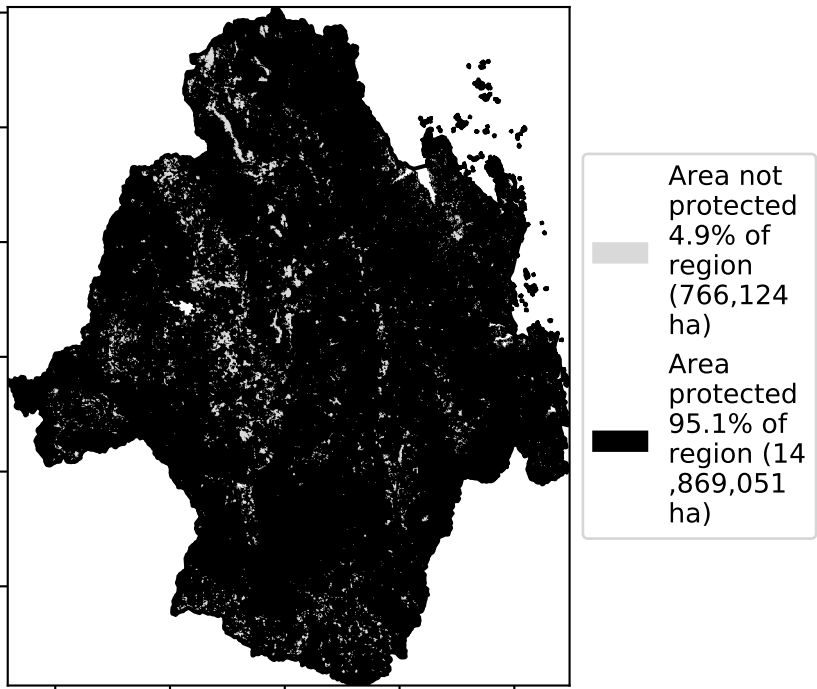 Area not
protected
4.9% of
region
(766,124
ha)
Area
protected
95.1% of
region (14
,869,051
ha)